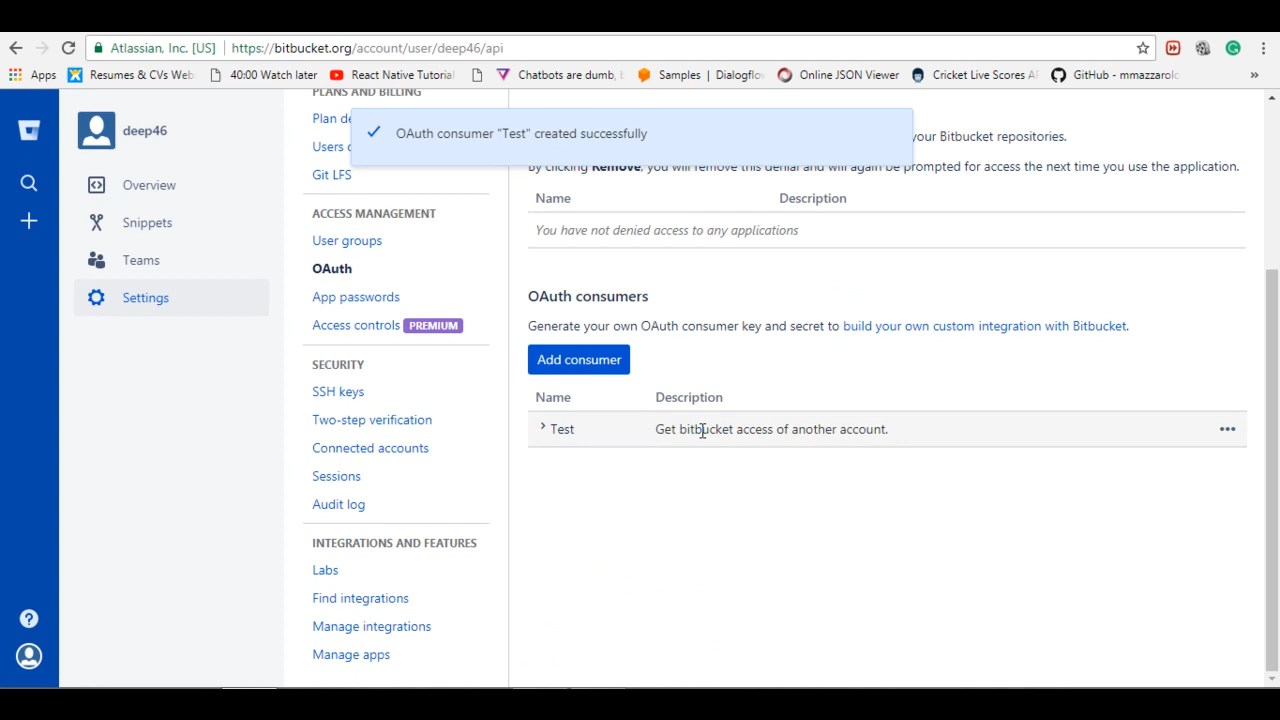 Atlassian, Inc. [US] https://bitbucket.org/account/user/deep46/api
Apps Resumes & CVs Web 40:00 Watch later React Native Tutorial Chatbots are dumb, Samples | Dialogflo Online JSON Viewer Cricket Live Scores A GitHub - mmazzarolo »
deep46
Overview
Snippets
Teams
Settings
PLANS AND BILLING
Plan de
Users
Git LFS
ACCESS MANAGEMENT
User groups
OAuth
App passwords
Access controls PREMIUM
SECURITY
SSH keys
Two-step verification
Connected accounts
Sessions
Audit log
INTEGRATIONS AND FEATURES
Labs
Find integrations
Manage integrations
Manage apps
OAuth consumer "Test" created successfully
your Bitbucket repositories.
By clicking Remove, you will remove this denial and will again be prompted for access the next time you use the application.
Name Description
You have not denied access to any applications
OAuth consumers
Generate your own OAuth consumer key and secret to build your own custom integration with Bitbucket.
Add consumer
Name Description
Test Get bitbucket access of another account.